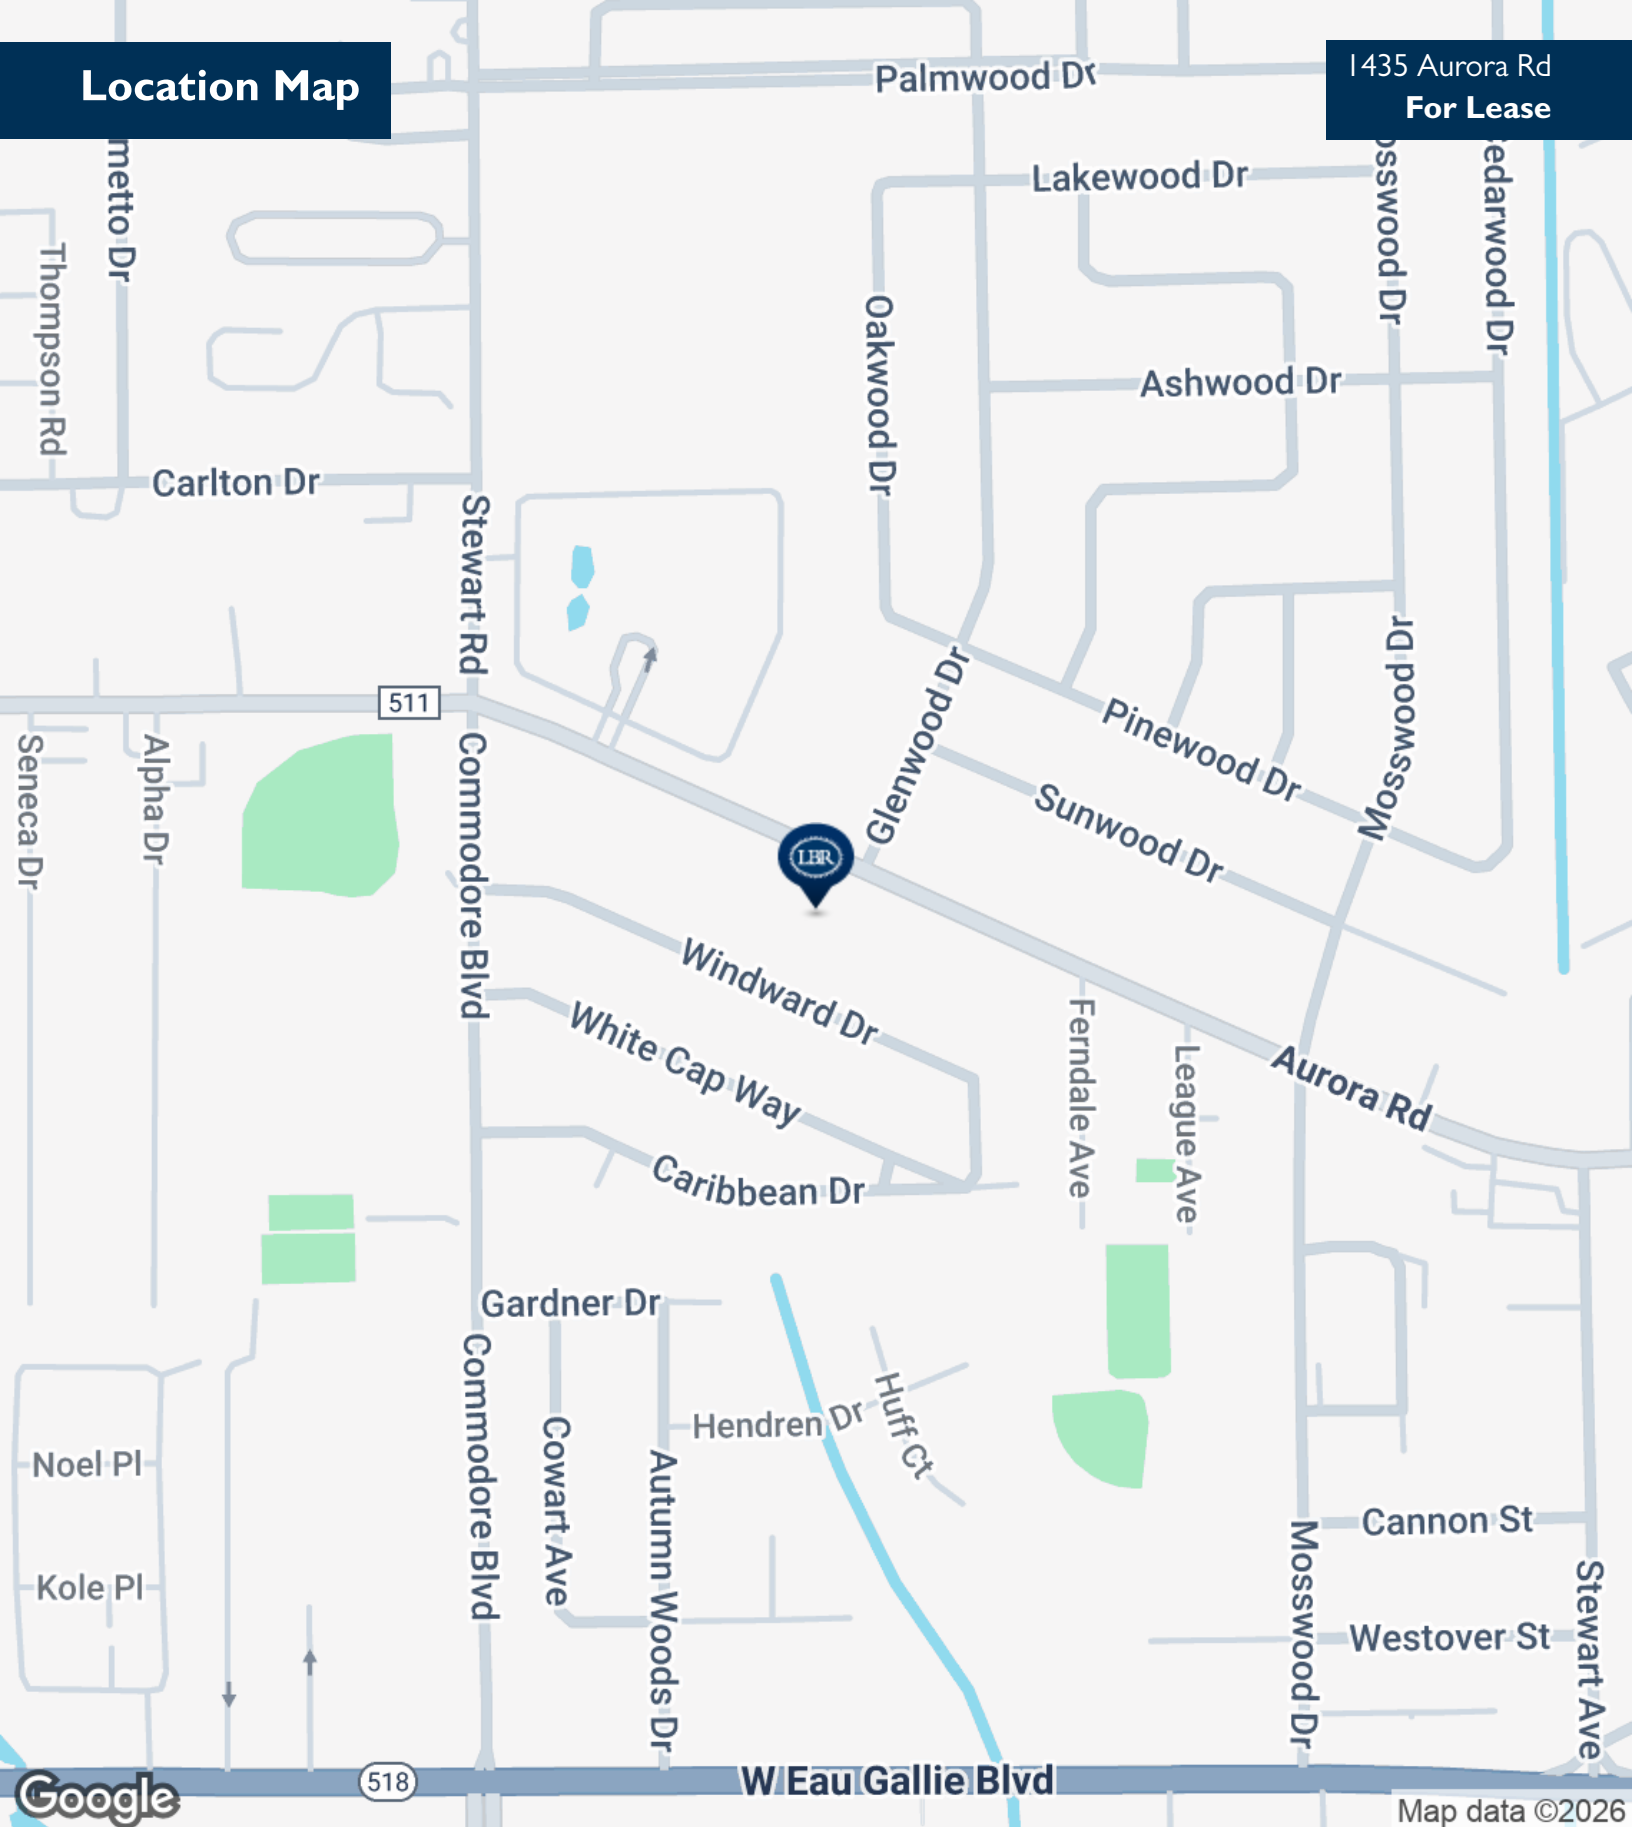 Location Map
1435 Aurora Rd
For Lease
Palmwood Dr
Lakewood Dr
metto Dr
osswood Dr
edarwood Dr
Thompson Rd
Oakwood Dr
Ashwood Dr
Carlton Dr
Stewart Rd
Mosswood Dr
Glenwood Dr
Pinewood Dr
511
Seneca Dr
Alpha Dr
Commodore Blvd
Sunwood Dr
LBR
Windward Dr
White Cap Way
Ferndale Ave
League Ave
Aurora Rd
Caribbean Dr
Gardner Dr
Commodore Blvd
Huff Ct
Hendren Dr
Cowart Ave
Autumn Woods Dr
Noel Pl
Kole Pl
Cannon St
Mosswood Dr
Westover St
Stewart Ave
518
W Eau Gallie Blvd
Google
Map data ©2026